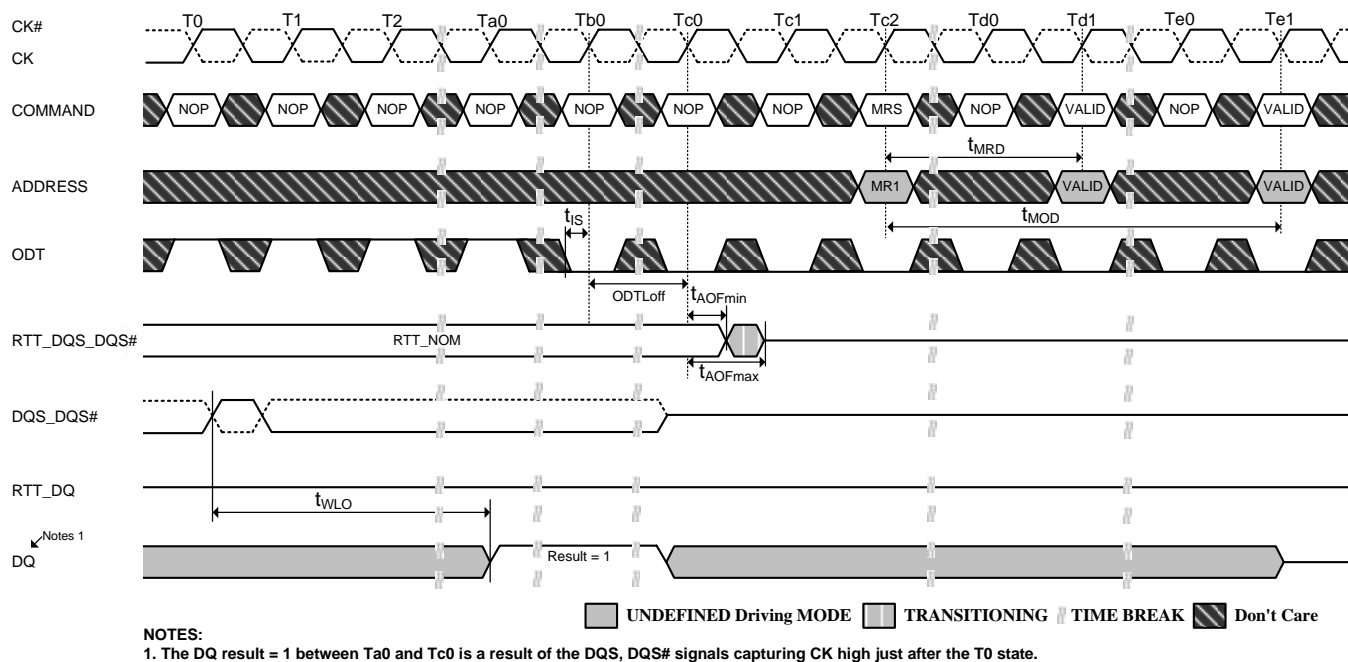 T0 T1 T2 Ta0 Tb0 Tc0 Tc1 Tc2 Td0 Td1 Te0 Te1
CK#
CK
COMMAND NOP NOP NOP NOP NOP NOP NOP MRS NOP VALID NOP VALID
tMRD
ADDRESS MR1 VALID VALID
tIS tMOD
ODT
ODTLoff tAOFmin
RTT_DQS_DQS# RTT_NOM
tAOFmax
DQS_DQS#
RTT_DQ
tWLO
Notes 1
DQ Result = 1
UNDEFINED Driving MODE TRANSITIONING TIME BREAK Don't Care
NOTES:
1. The DQ result = 1 between Ta0 and Tc0 is a result of the DQS, DQS# signals capturing CK high just after the T0 state.